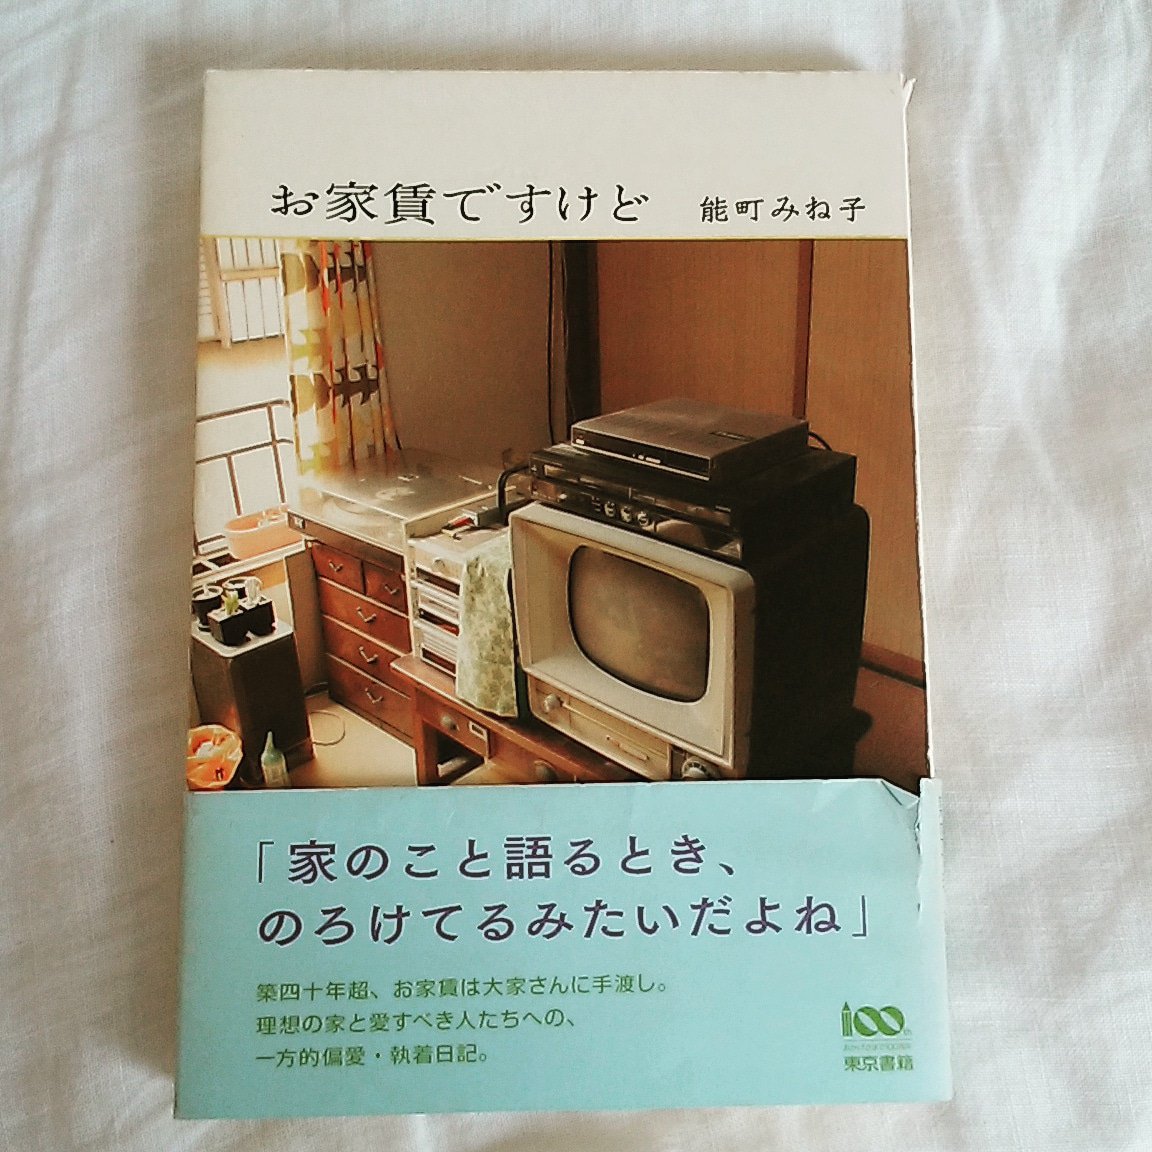 お家賃ですけど 能町みね子
「家のこと語るとき、
のろけてるみたいだよね」
築四十年超、お家賃は大家さんに手渡し。
理想の家と愛すべき人たちへの、
一方的偏愛・執着日記。
100th
東京書籍